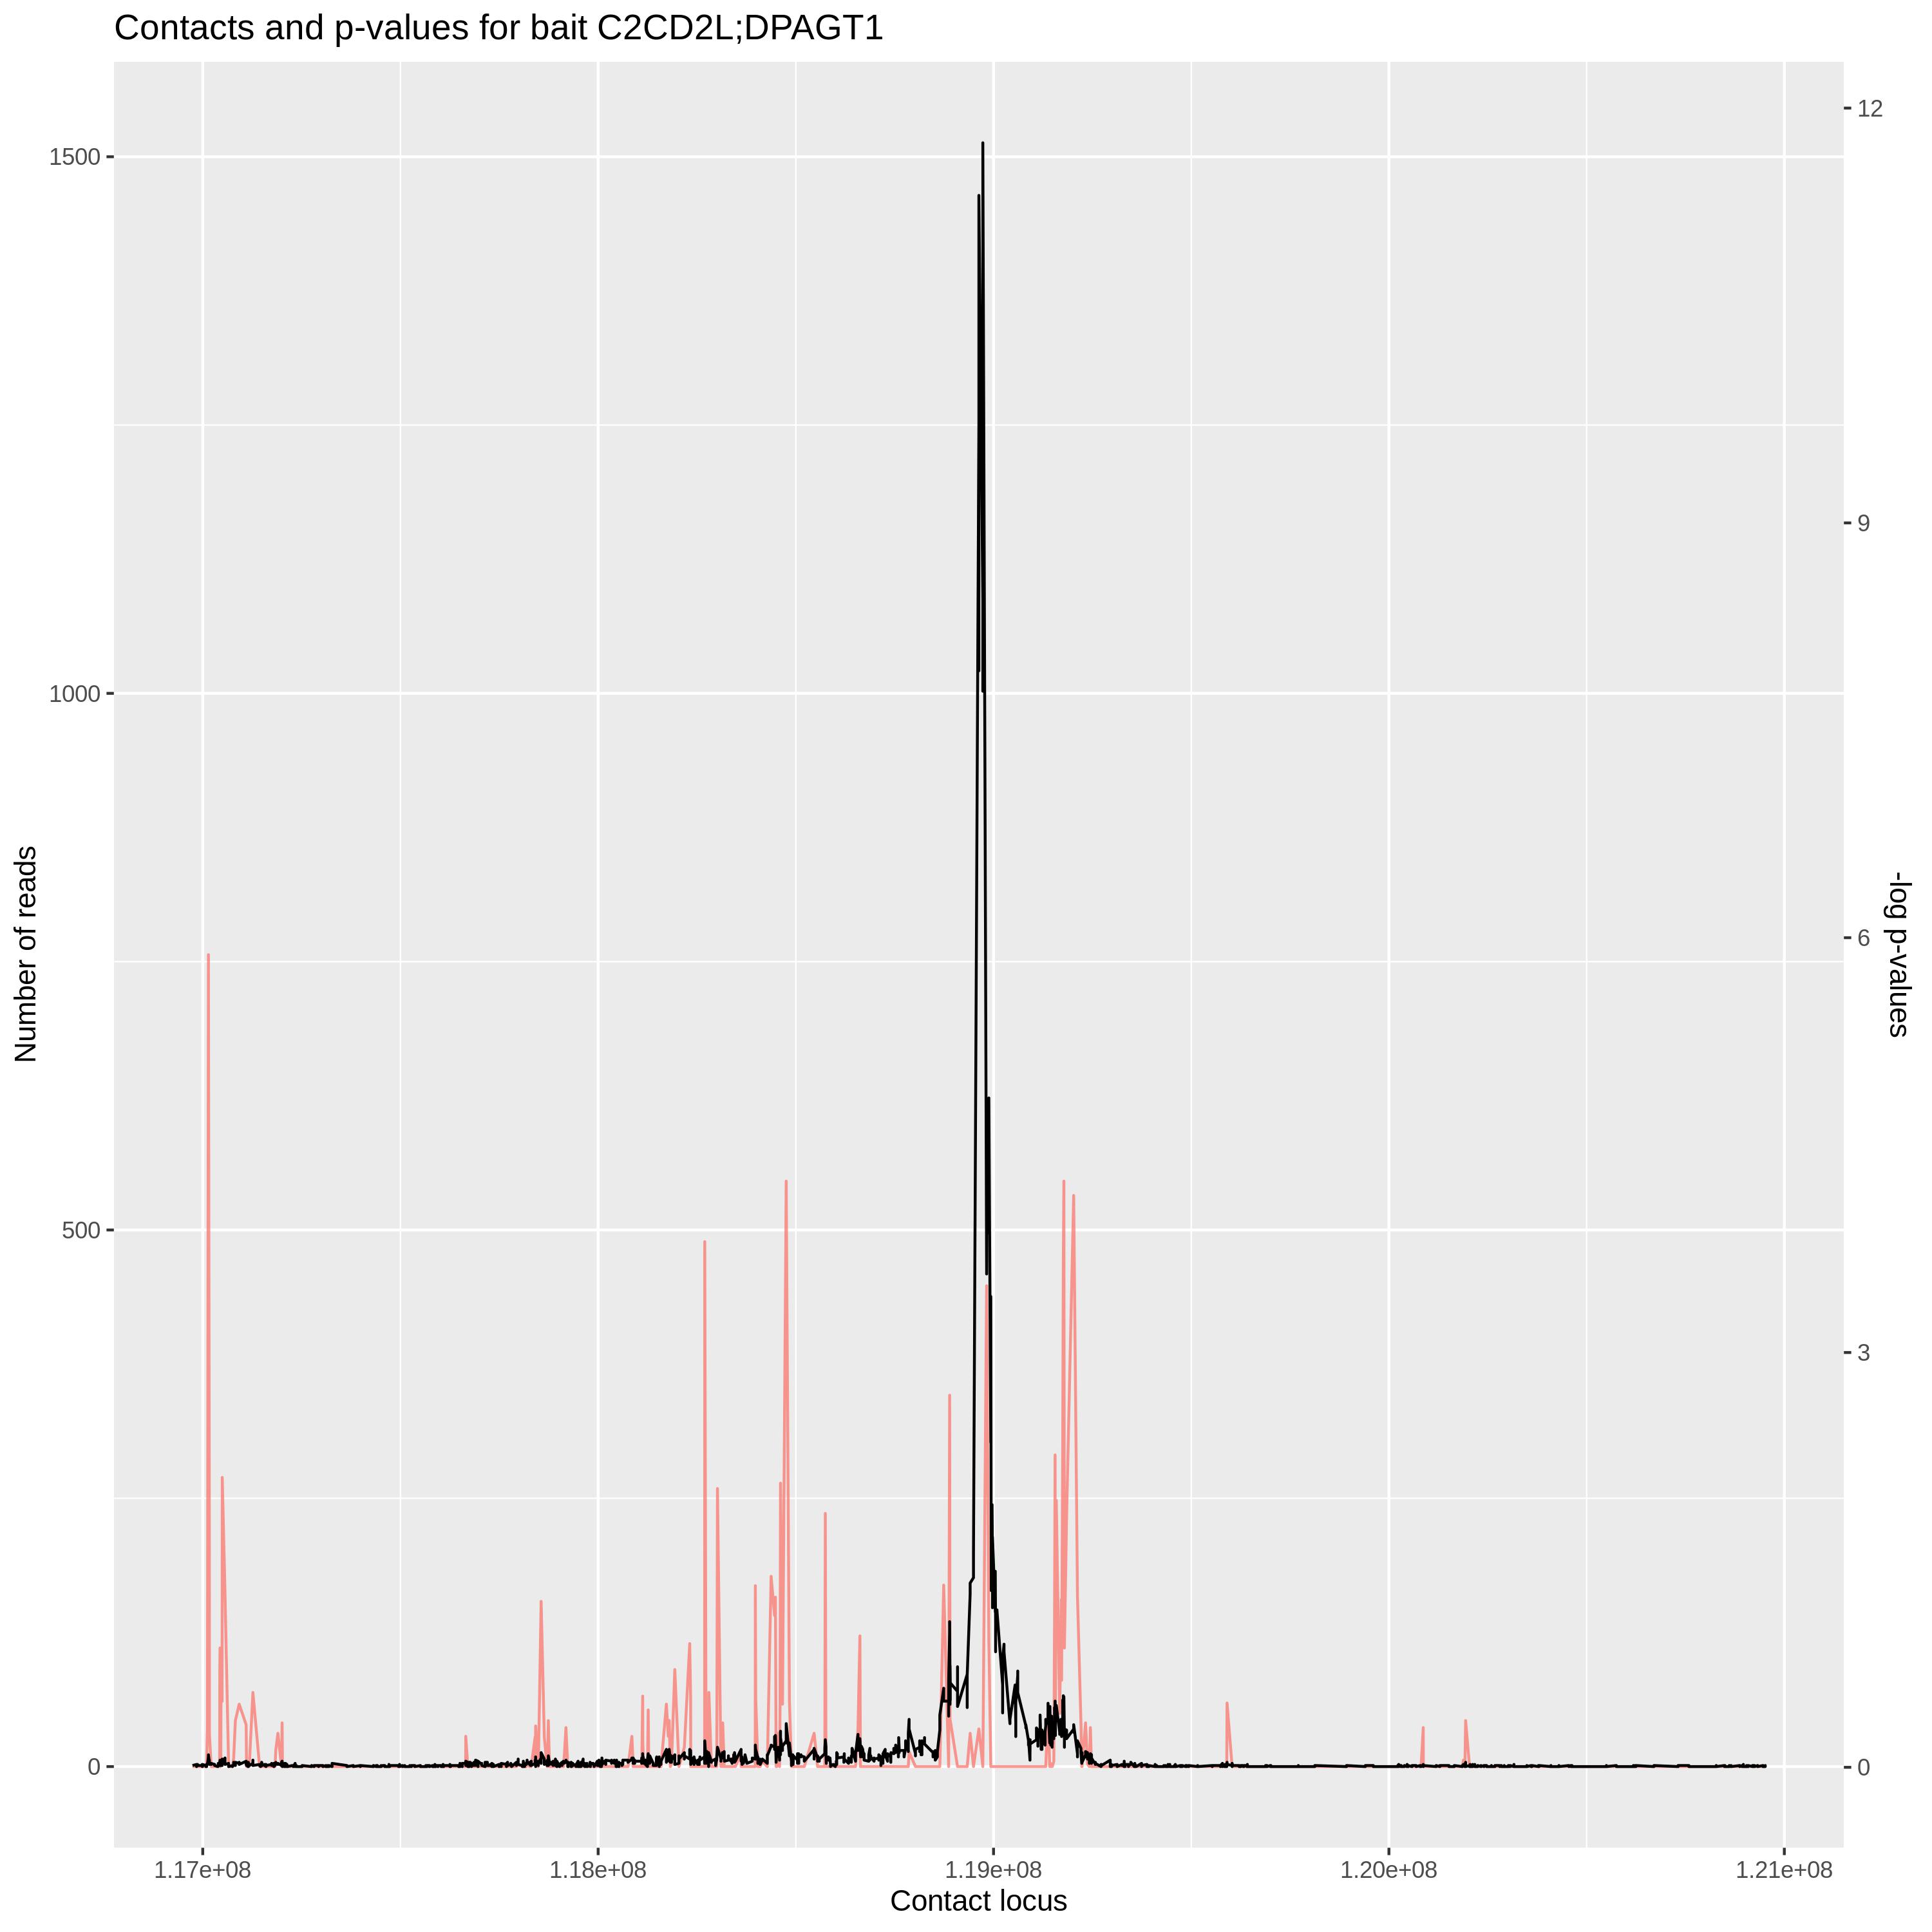 Contacts and p-values for bait C2CD2L;DPAGT1
1500
1000
500
0
Number of reads
12
9
6
3
0
-log p-values
1.17e+08
1.18e+08
1.19e+08
1.20e+08
1.21e+08
Contact locus